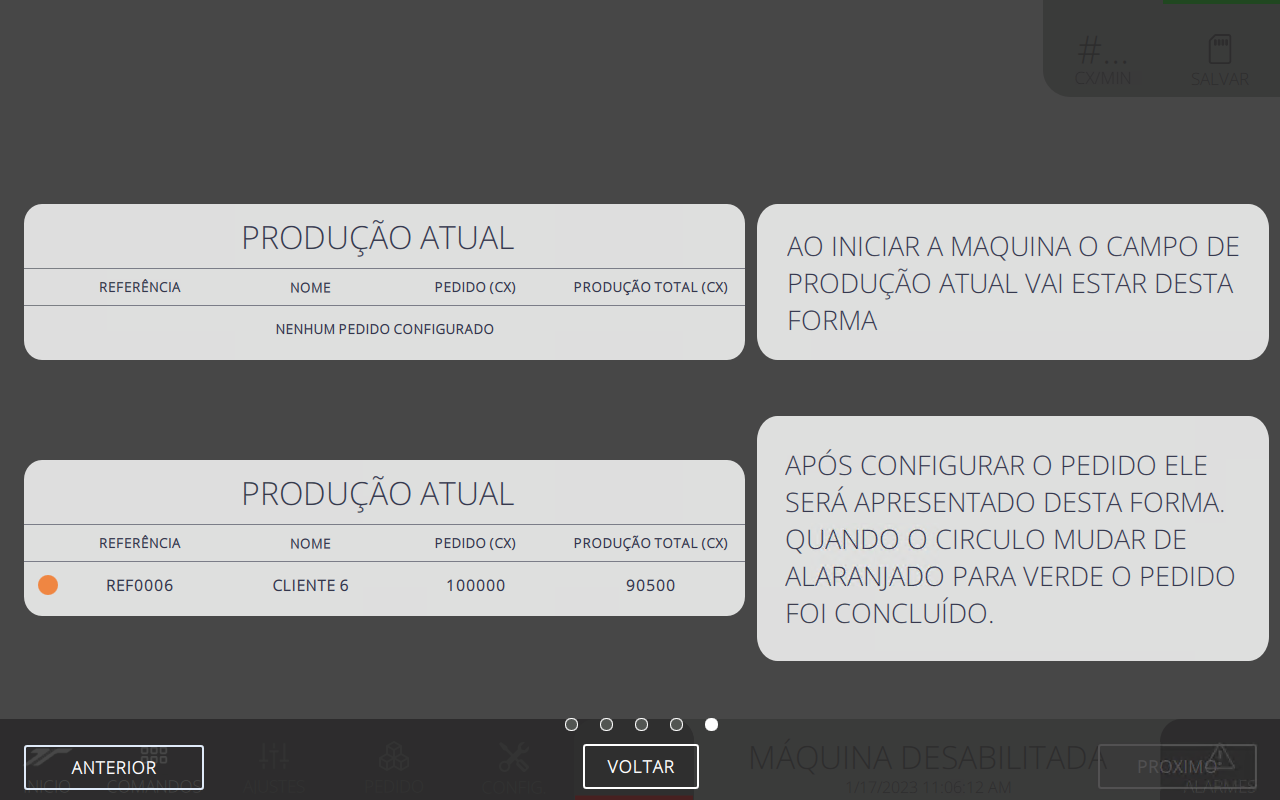 #...
CX/MIN
SALVAR
PRODUÇÃO ATUAL
REFERÊNCIA NOME PEDIDO (CX) PRODUÇÃO TOTAL (CX)
NENHUM PEDIDO CONFIGURADO
AO INICIAR A MAQUINA O CAMPO DE
PRODUÇÃO ATUAL VAI ESTAR DESTA
FORMA
PRODUÇÃO ATUAL
REFERÊNCIA NOME PEDIDO (CX) PRODUÇÃO TOTAL (CX)
REF0006 CLIENTE 6 100000 90500
APÓS CONFIGURAR O PEDIDO ELE
SERÁ APRESENTADO DESTA FORMA.
QUANDO O CIRCULO MUDAR DE
ALARANJADO PARA VERDE O PEDIDO
FOI CONCLUÍDO.
ANTERIOR
VOLTAR
PROXIMO
INICIO
COMANDOS
AJUSTES
PEDIDO
CONFIG
MÁQUINA DESABILITADA
1/17/2023 11:06:12 AM
ALARMES